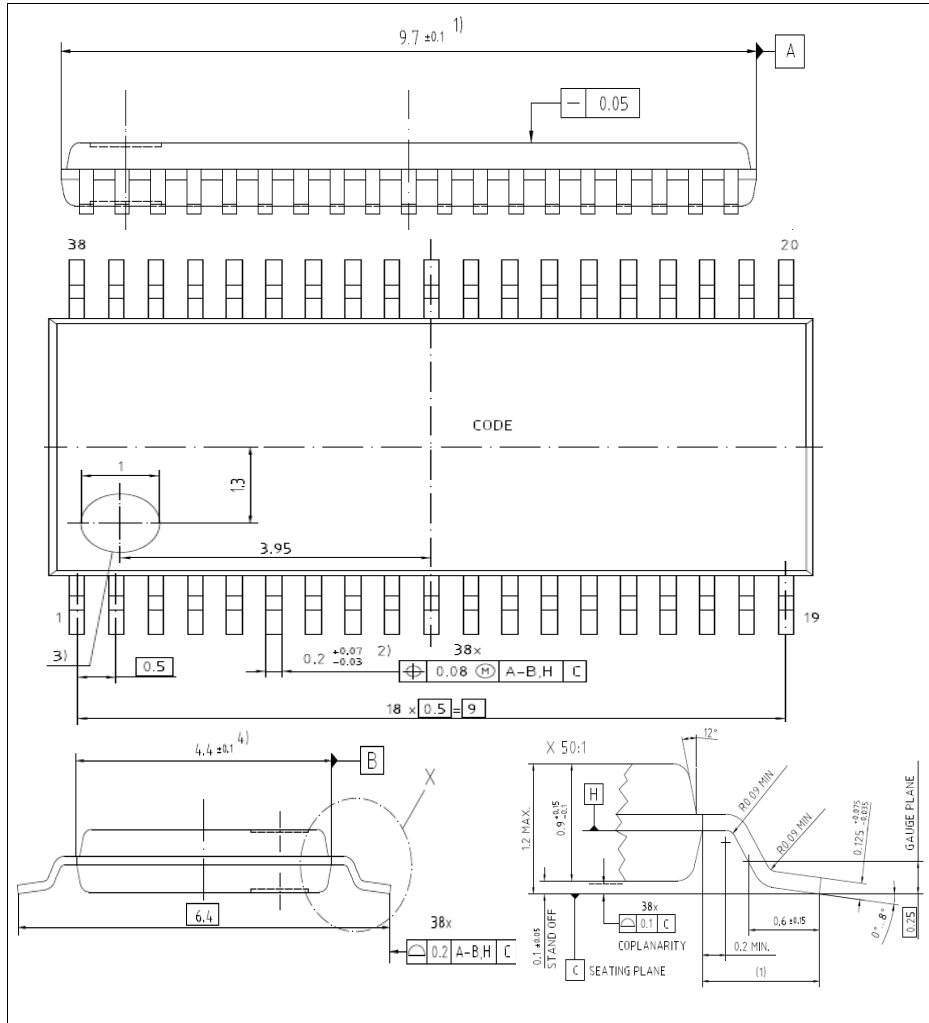 9.7 ±0.1 1)
A
— 0.05
38
20
CODE
1
1.3
3.95
1
19
3)
0.5
0.2 +0.07 -0.03 2)
38x
⌖ 0.08 Ⓜ A-B,H C
18 x 0.5 = 9
4.4 ±0.1 4)
B
X
6.4
38x
⌓ 0.2 A-B,H C
X 50:1
12°
H
1.2 MAX.
0.9 +0.15 -0.1
R0.09 MIN
R0.09 MIN
0.125 +0.075 -0.035
GAUGE PLANE
0.25
0°...8°
0.6 ±0.15
0.2 MIN.
(1)
38x
⌓ 0.1 C
COPLANARITY
0.1 ±0.05
STAND OFF
C SEATING PLANE